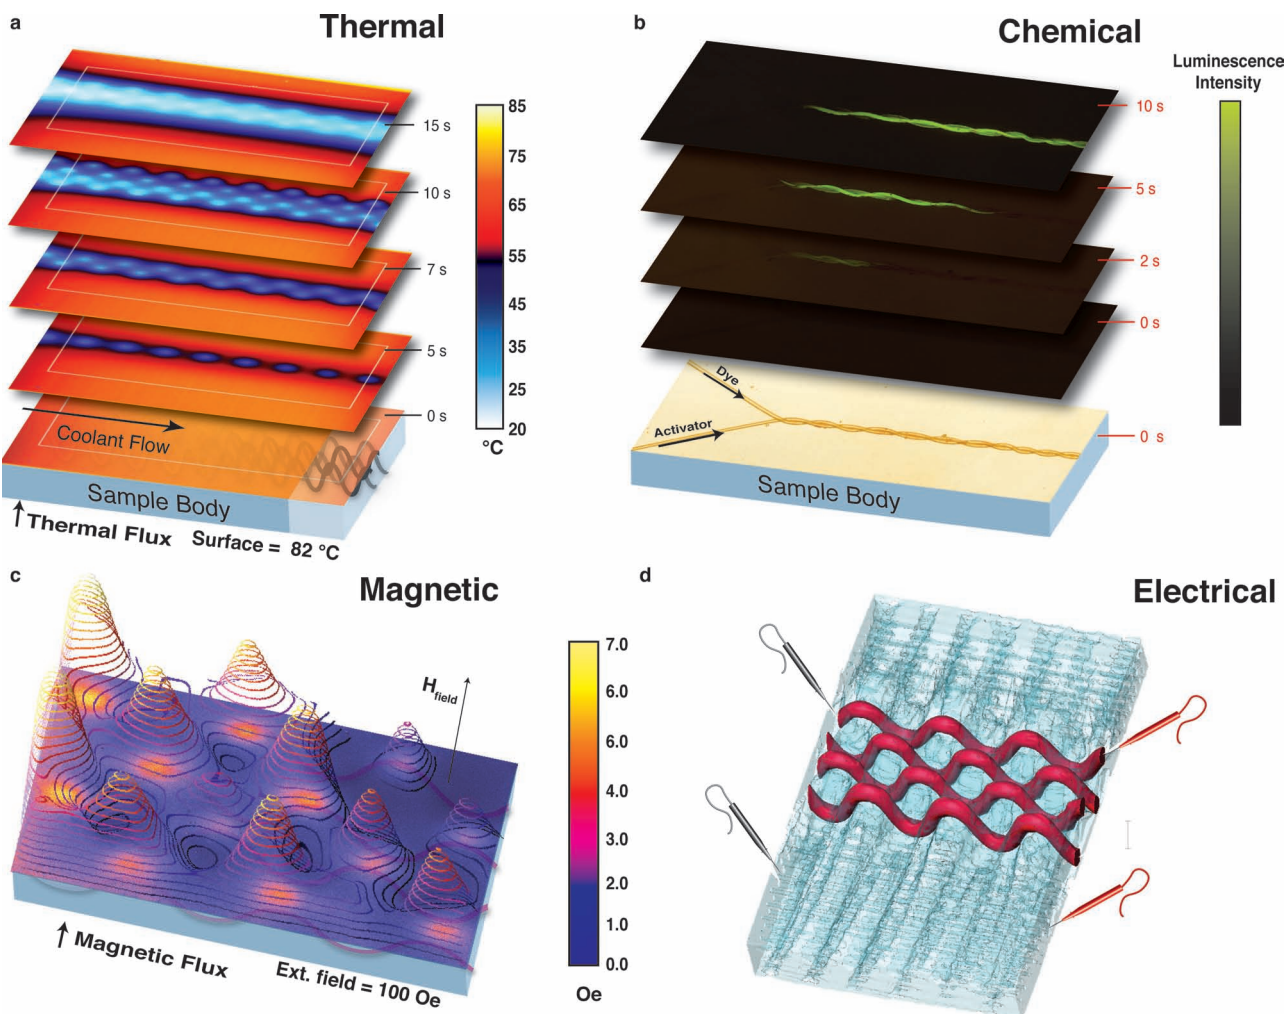 a
Thermal
85
75
65
55
45
35
25
20
°C
15 s
10 s
7 s
5 s
0 s
Coolant Flow
Sample Body
Thermal Flux
Surface = 82 °C
b
Chemical
Luminescence
Intensity
10 s
5 s
2 s
0 s
0 s
Dye
Activator
Sample Body
c
Magnetic
H field
7.0
6.0
5.0
4.0
3.0
2.0
1.0
0.0
Oe
Magnetic Flux
Ext. field = 100 Oe
d
Electrical